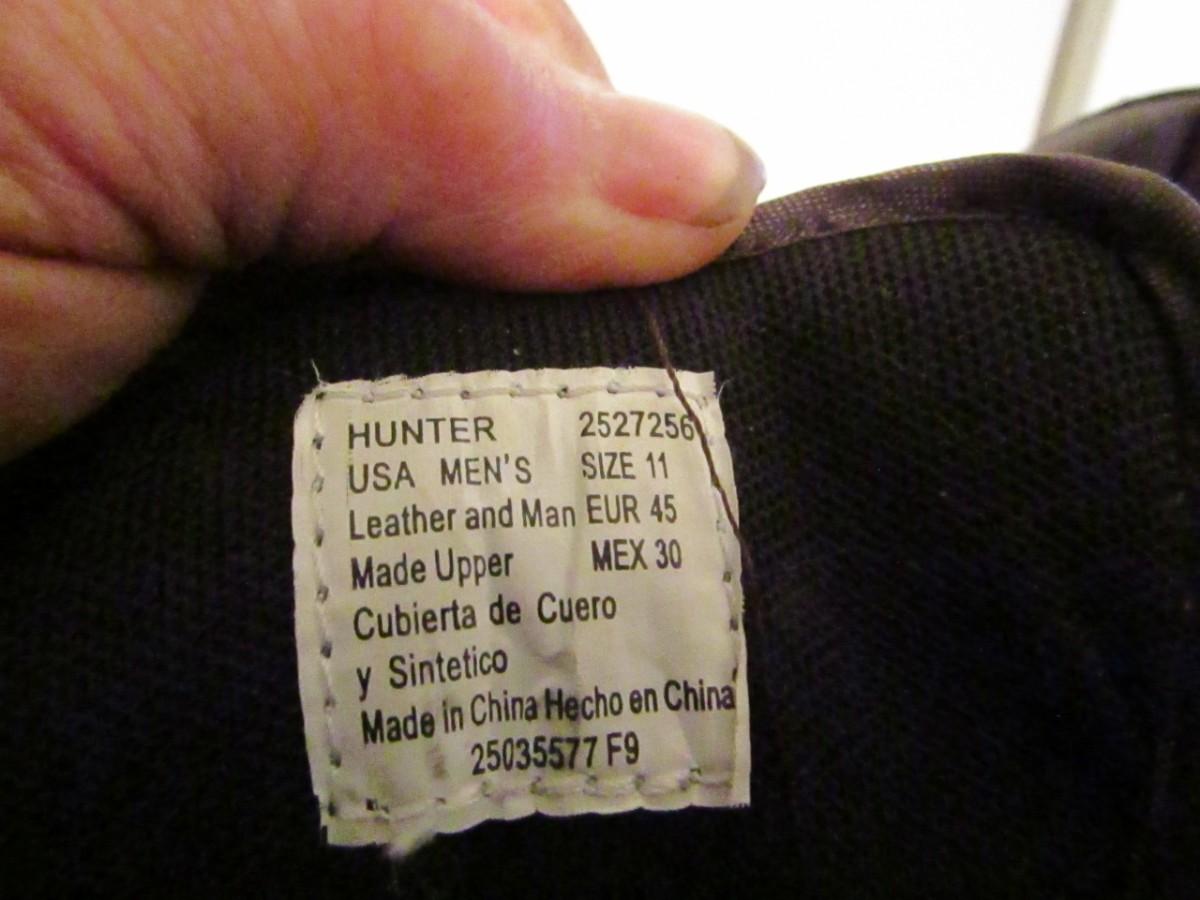 HUNTER 2527256
USA MEN'S SIZE 11
Leather and Man EUR 45
Made Upper MEX 30
Cubierta de Cuero
y Sintetico
Made in China Hecho en China
25035577 F9